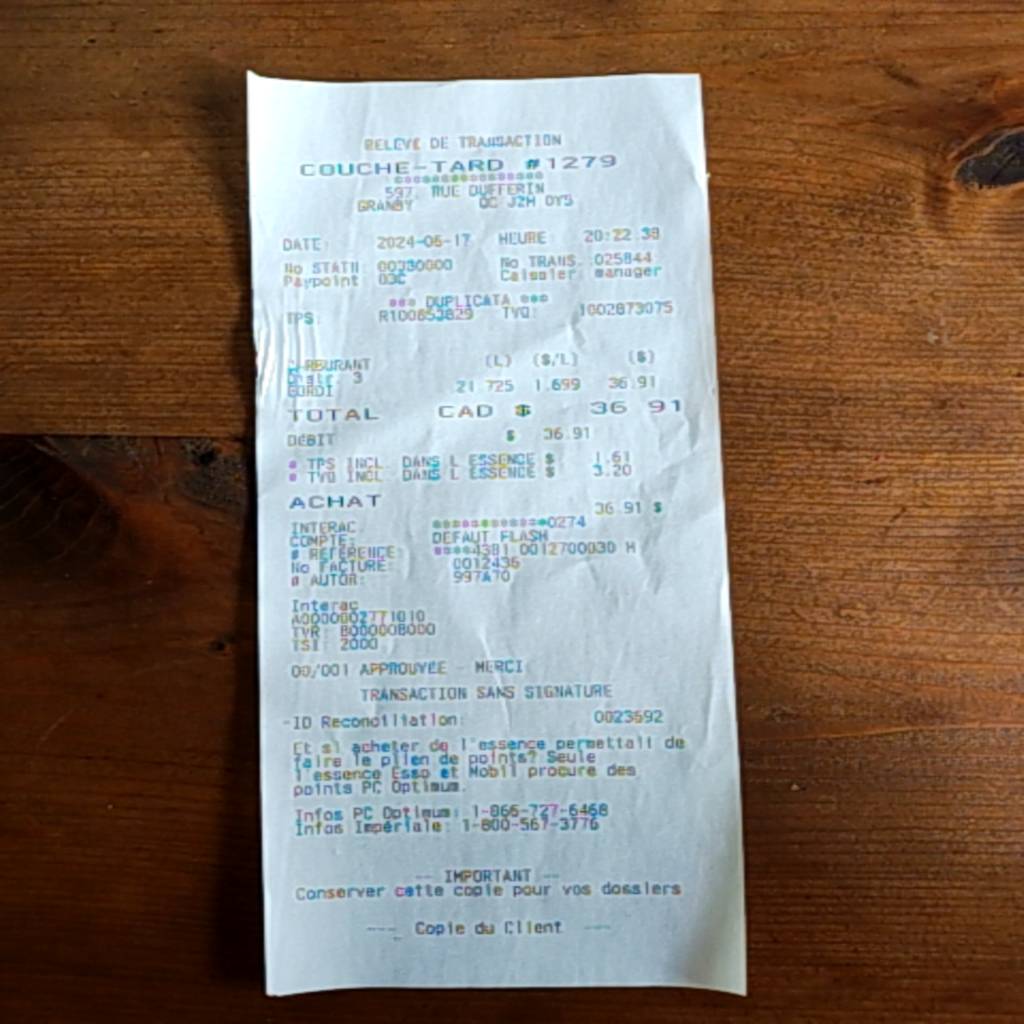 RELEVE DE TRANSACTION
COUCHE-TARD #1279
597, RUE DUFFERIN
GRANBY QC J2H 0Y5
DATE: 2024-05-17 HEURE: 20:22:39
No STATN: 00330000 No TRANS.:025844
Paypoint: 03C Caissier: manager
*** DUPLICATA ***
TPS: R100653829 TVQ: 1002873075
CARBURANT (L) ($/L) ($)
Distr. 3
EORDI 21.725 1.699 36.91
TOTAL CAD $ 36.91
DEBIT $ 36.91
* TPS INCL. DANS L ESSENCE $ 1.61
* TVQ INCL. DANS L ESSENCE $ 3.20
ACHAT
36.91 $
INTERAC: ************0274
COMPTE: DEFAUT FLASH
# REFERENCE: ****4381 0012700030 H
No FACTURE: 0012436
# AUTOR: 997A70
Interac
A0000002771010
TVR: 8000008000
TSI: 2000
00/001 APPROUVEE - MERCI
TRANSACTION SANS SIGNATURE
-ID Reconciliation: 0023592
Et si acheter de l'essence permettait de
faire le plien de points? Seule
l'essence Esso et Mobil procure des
points PC Optimum.
Infos PC Optimum: 1-866-727-6468
Infos Impériale: 1-800-567-3776
-- IMPORTANT --
Conserver cette copie pour vos dossiers
--- Copie du Client ---